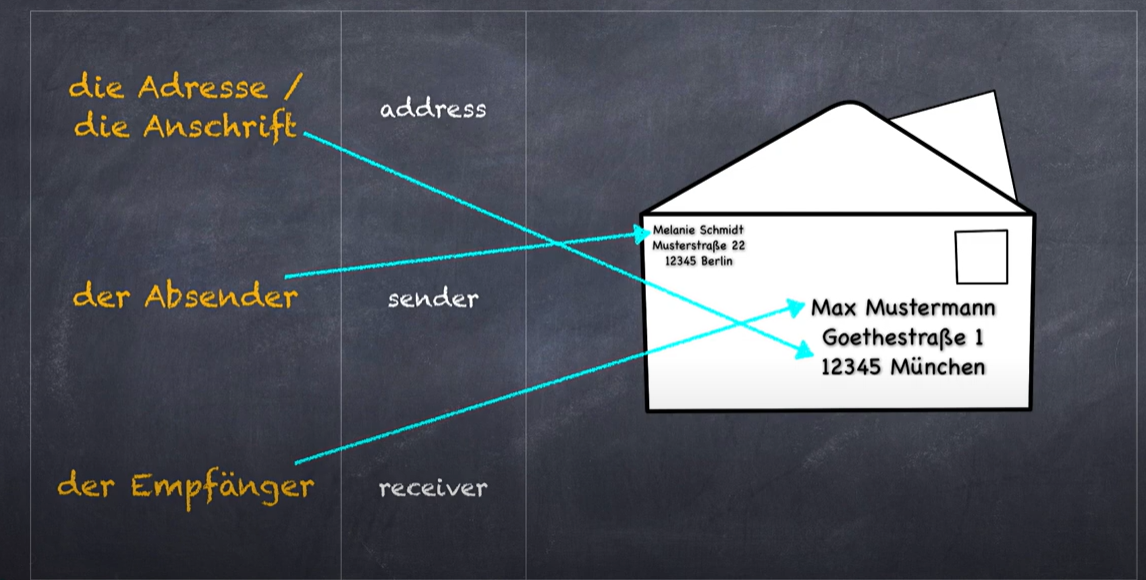 die Adresse /
die Anschrift
address
der Absender
sender
der Empfänger
receiver
Melanie Schmidt
Musterstraße 22
12345 Berlin
Max Mustermann
Goethestraße 1
12345 München